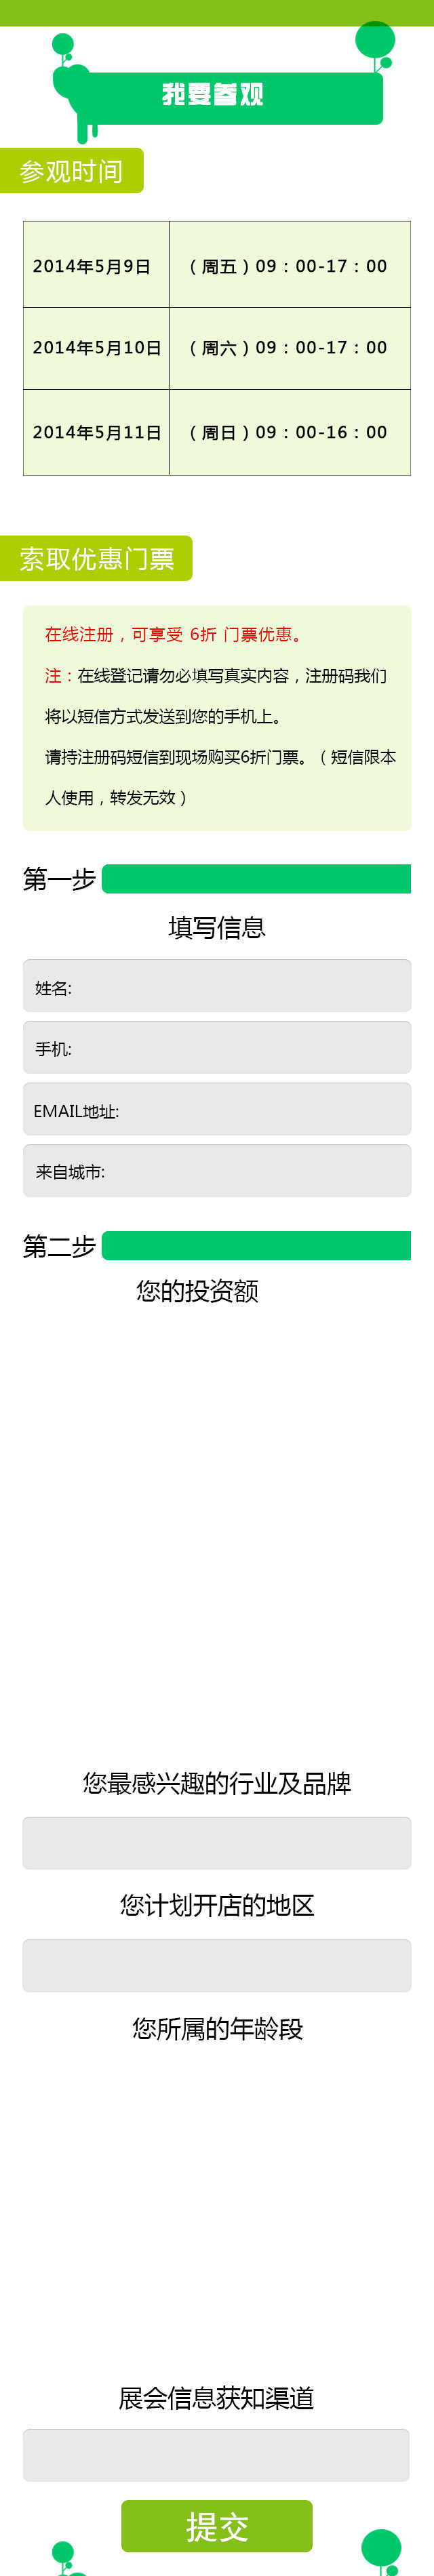 我要参观
参观时间
2014年5月9日 （周五）09：00-17：00
2014年5月10日 （周六）09：00-17：00
2014年5月11日 （周日）09：00-16：00
索取优惠门票
在线注册，可享受 6折 门票优惠。
注：在线登记请勿必填写真实内容，注册码我们
将以短信方式发送到您的手机上。
请持注册码短信到现场购买6折门票。（短信限本
人使用，转发无效）
第一步
填写信息
姓名:
手机:
EMAIL地址:
来自城市:
第二步
您的投资额
您最感兴趣的行业及品牌
您计划开店的地区
您所属的年龄段
展会信息获知渠道
提交